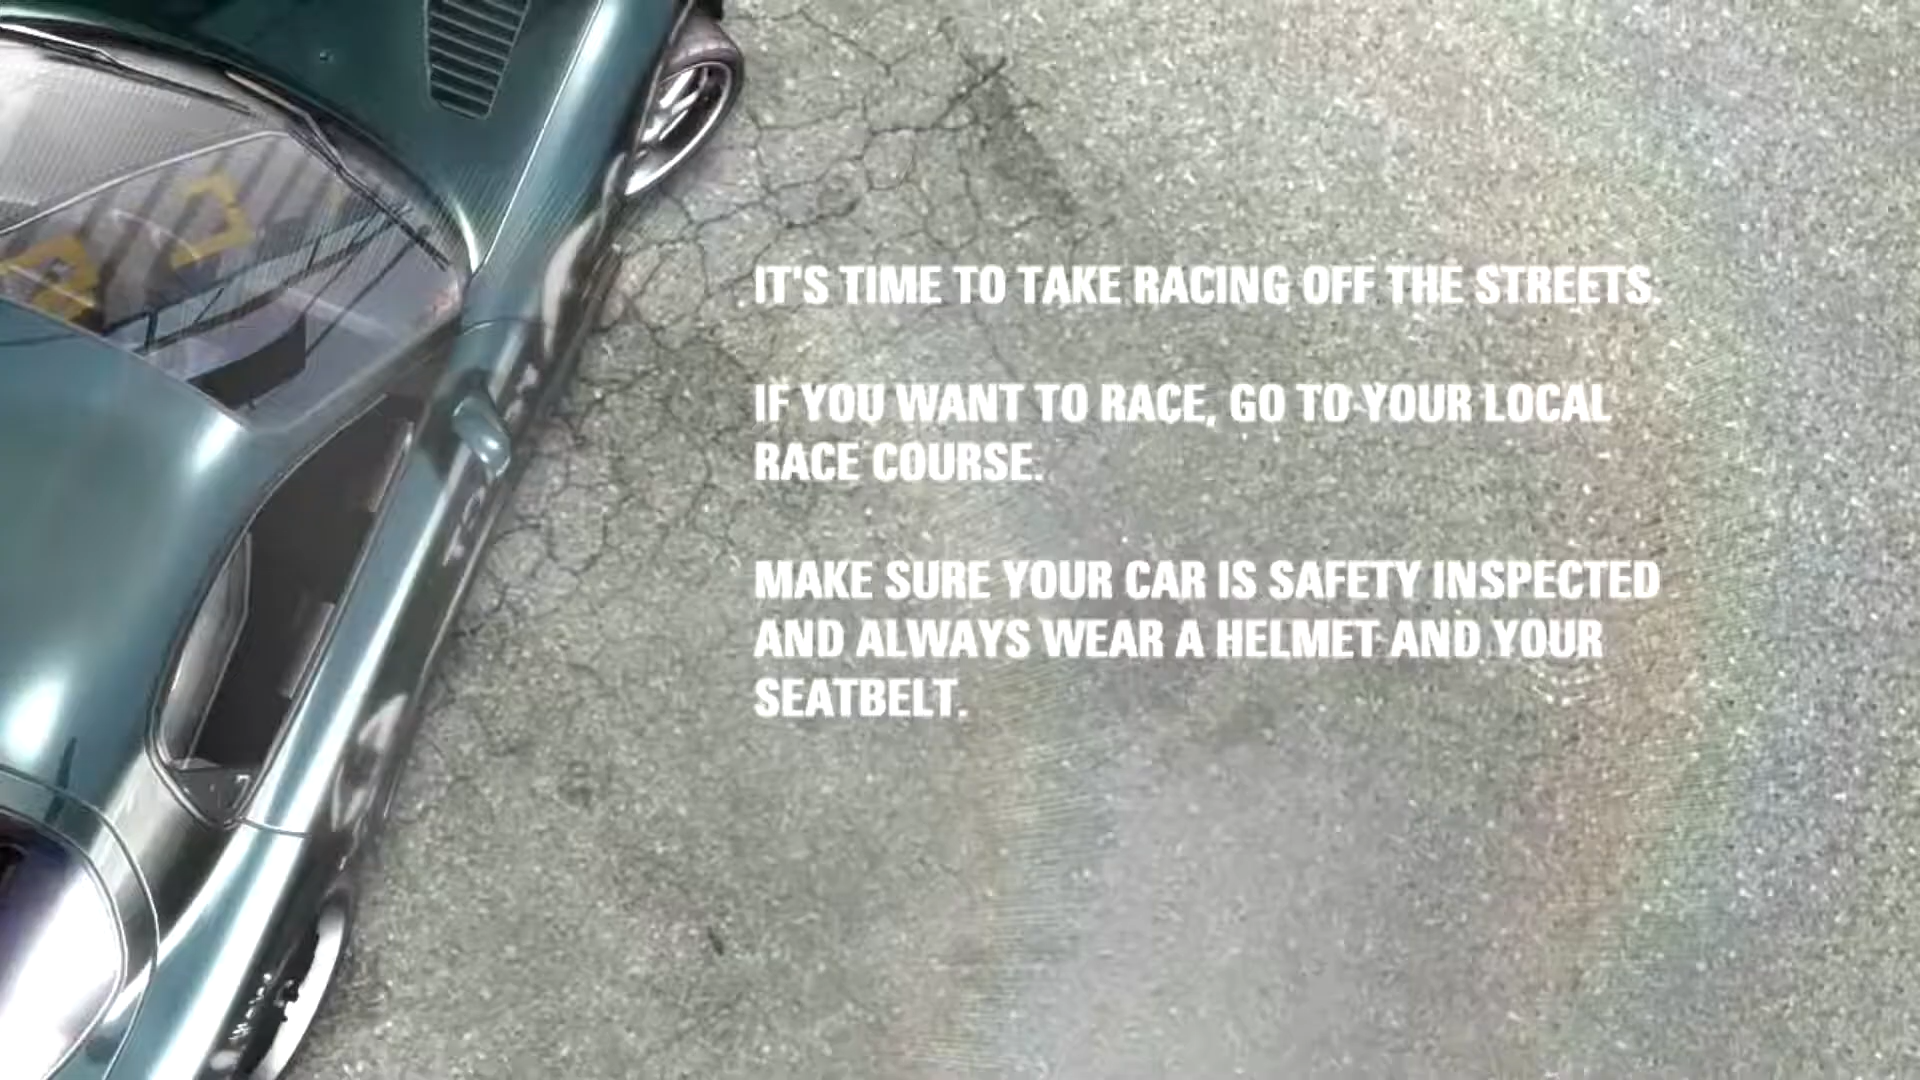 IT'S TIME TO TAKE RACING OFF THE STREETS.
IF YOU WANT TO RACE, GO TO YOUR LOCAL
RACE COURSE.
MAKE SURE YOUR CAR IS SAFETY INSPECTED
AND ALWAYS WEAR A HELMET AND YOUR
SEATBELT.